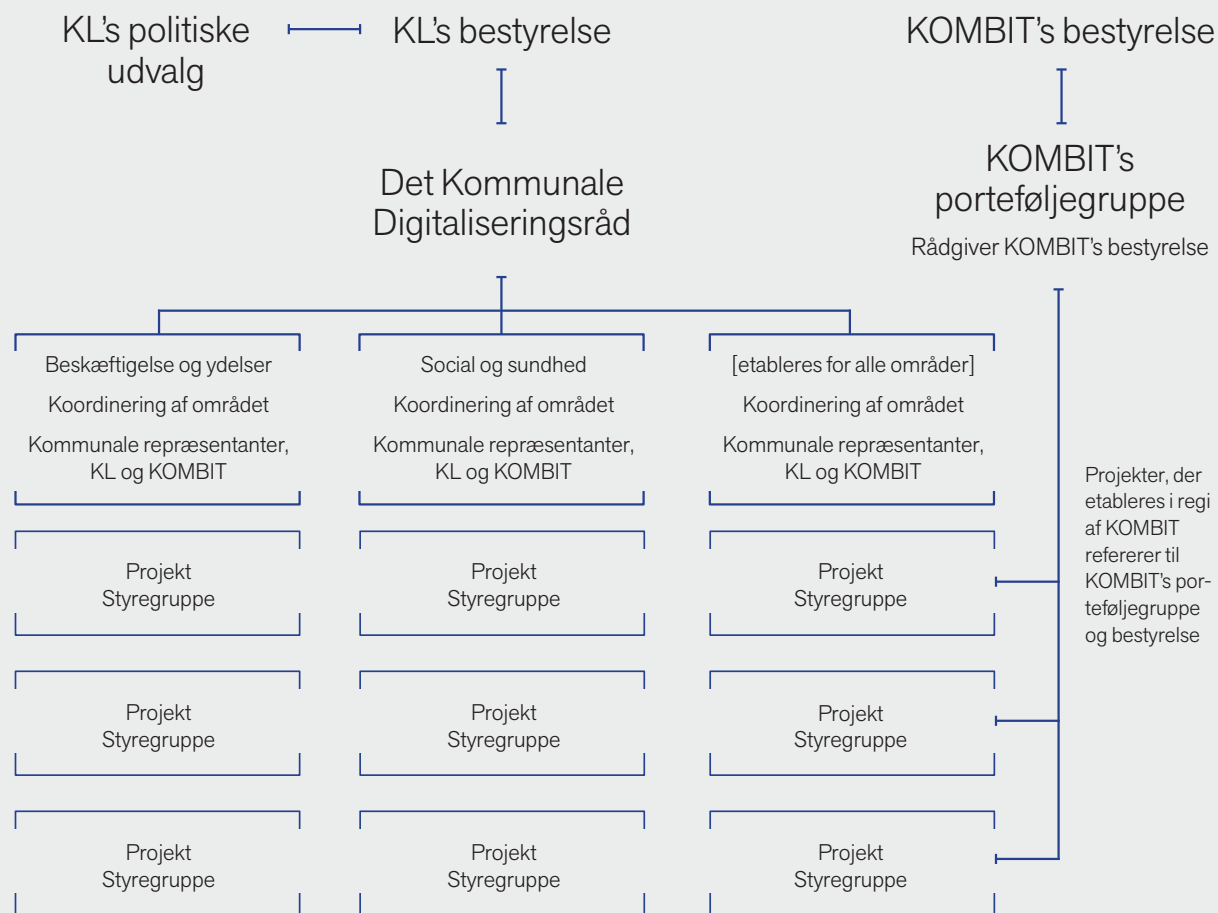 KL's politiske
udvalg
KL's bestyrelse
KOMBIT's bestyrelse
Det Kommunale
Digitaliseringsråd
KOMBIT's
porteføljegruppe
Rådgiver KOMBIT's bestyrelse
Beskæftigelse og ydelser
Koordinering af området
Kommunale repræsentanter,
KL og KOMBIT
Social og sundhed
Koordinering af området
Kommunale repræsentanter,
KL og KOMBIT
[etableres for alle områder]
Koordinering af området
Kommunale repræsentanter,
KL og KOMBIT
Projekter, der
etableres i regi
af KOMBIT
refererer til
KOMBIT's por-
teføljegruppe
og bestyrelse
Projekt
Styregruppe
Projekt
Styregruppe
Projekt
Styregruppe
Projekt
Styregruppe
Projekt
Styregruppe
Projekt
Styregruppe
Projekt
Styregruppe
Projekt
Styregruppe
Projekt
Styregruppe